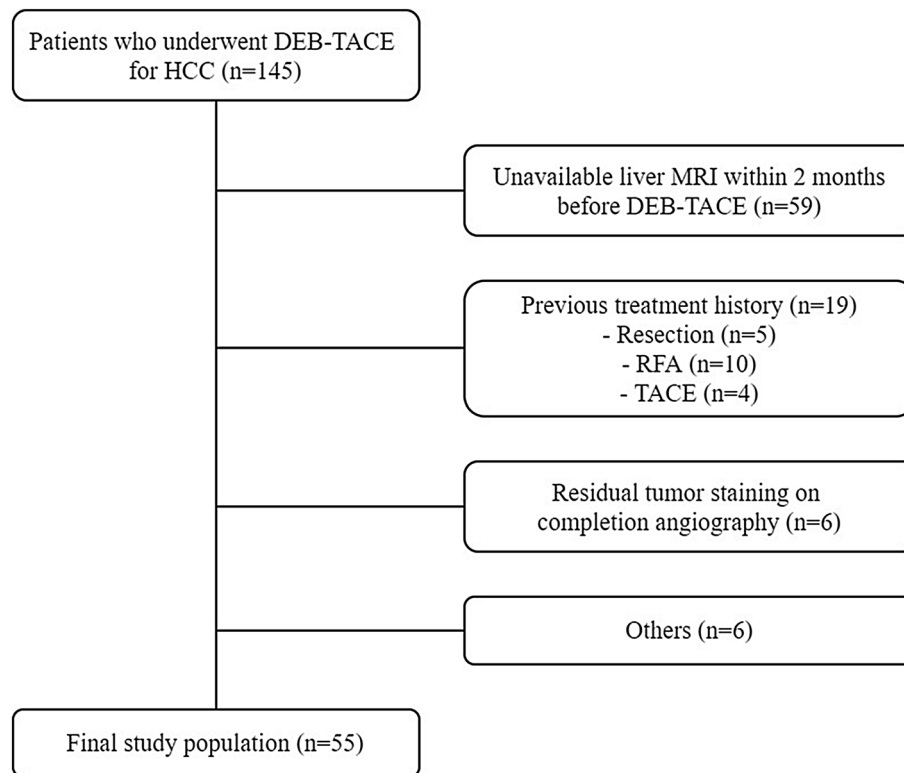 Patients who underwent DEB-TACE
for HCC (n=145)
Unavailable liver MRI within 2 months
before DEB-TACE (n=59)
Previous treatment history (n=19)
- Resection (n=5)
- RFA (n=10)
- TACE (n=4)
Residual tumor staining on
completion angiography (n=6)
Others (n=6)
Final study population (n=55)